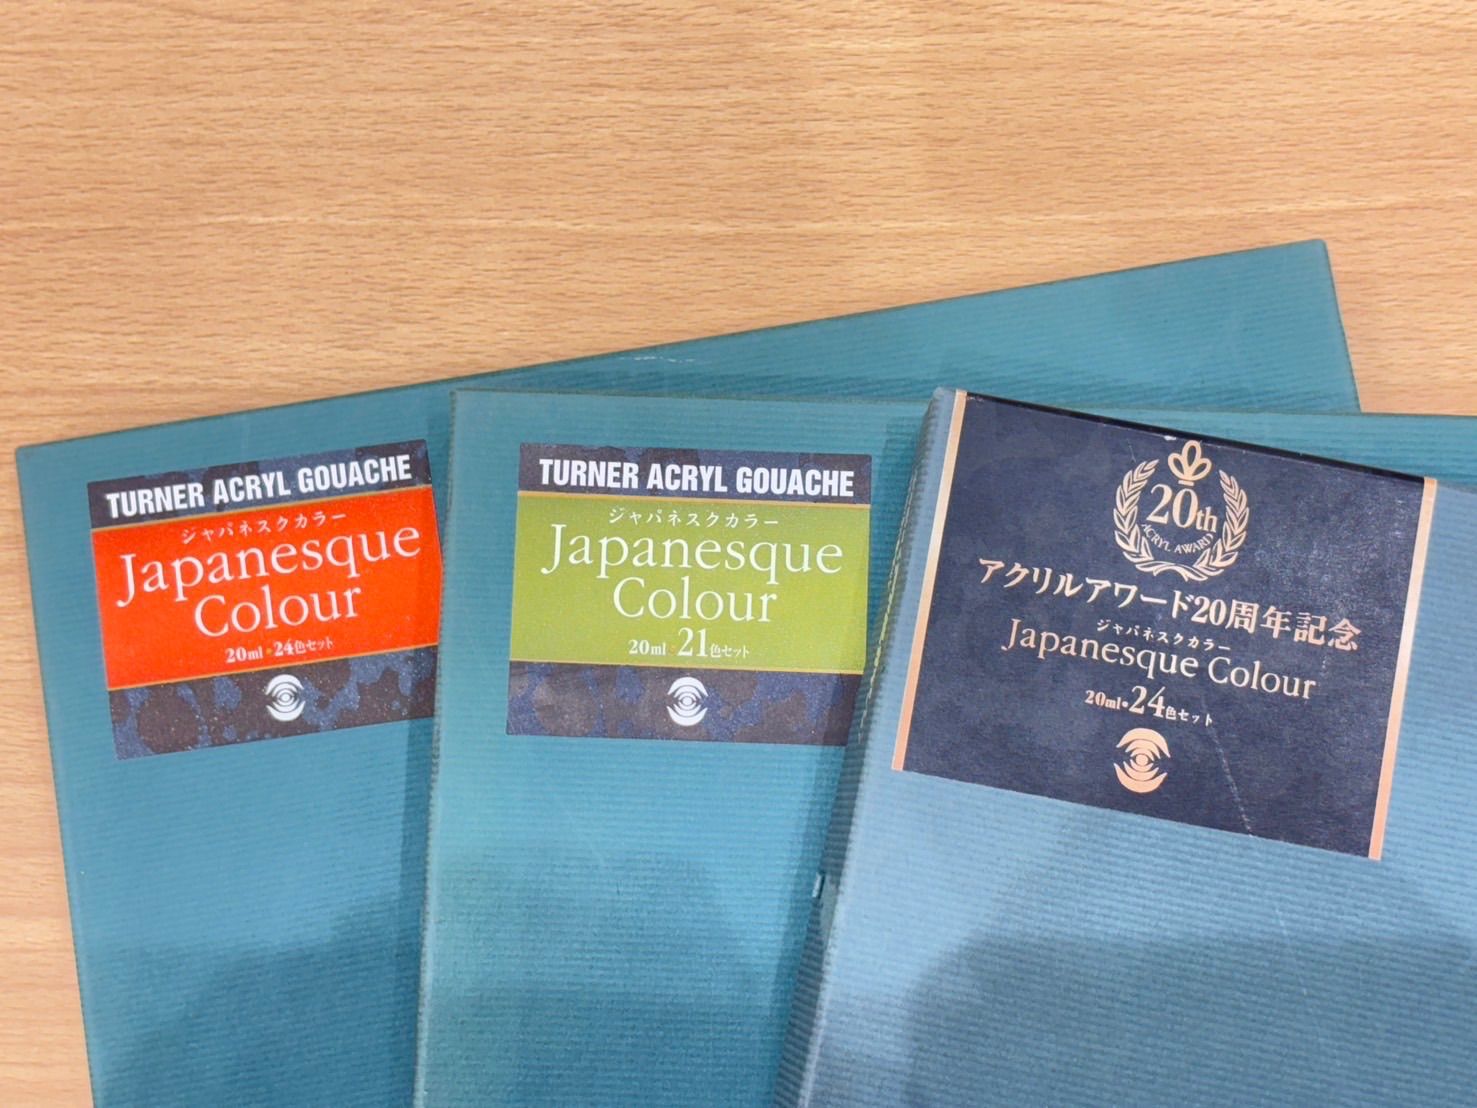 TURNER ACRYL GOUACHE
ジャパネスクカラー
Japanesque
Colour
20ml・24色セット
TURNER ACRYL GOUACHE
ジャパネスクカラー
Japanesque
Colour
20ml・21色セット
20th
ACRYL AWARD
アクリルアワード20周年記念
ジャパネスクカラー
Japanesque Colour
20ml・24色セット